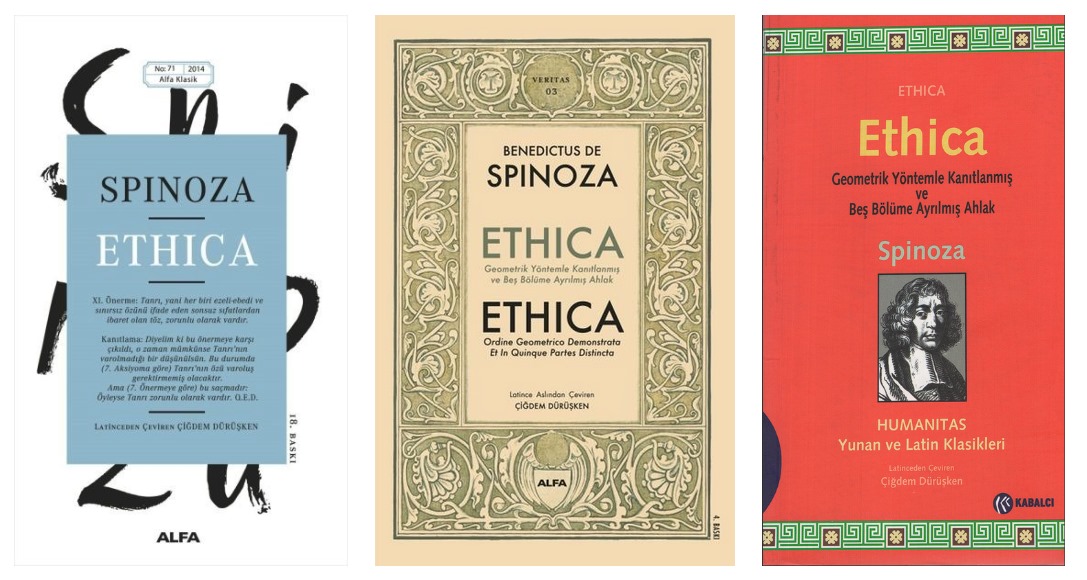 No: 71 2014
Alfa Klasik
Spi
SPINOZA
ETHICA
XI. Önerme: Tanrı, yani her biri ezeli-ebedi ve
sınırsız özünü ifade eden sonsuz sıfatlardan
ibaret olan töz, zorunlu olarak vardır.
Kanıtlama: Diyelim ki bu önermeye karşı
çıkıldı, o zaman mümkünse Tanrı'nın
varolmadığı bir düşünülsün. Bu durumda
(7. Aksiyoma göre) Tanrı'nın özü varoluş
gerektirmemiş olacaktır.
Ama (7. Önermeye göre) bu saçmadır:
Öyleyse Tanrı zorunlu olarak vardır. Q.E.D.
LATİNCEDEN ÇEVİREN ÇİĞDEM DÜRÜŞKEN
18. BASKI
za
ALFA
VERITAS
03
BENEDICTUS DE
SPINOZA
ETHICA
Geometrik Yöntemle Kanıtlanmış
ve Beş Bölüme Ayrılmış Ahlak
ETHICA
Ordine Geometrico Demonstrata
Et In Quinque Partes Distincta
Latince Aslından Çeviren
ÇİĞDEM DÜRÜŞKEN
ALFA
4. BASKI
ETHICA
Ethica
Geometrik Yöntemle Kanıtlanmış
ve
Beş Bölüme Ayrılmış Ahlak
Spinoza
HUMANITAS
Yunan ve Latin Klasikleri
Latinceden Çeviren
Çiğdem Dürüşken
KABALCI